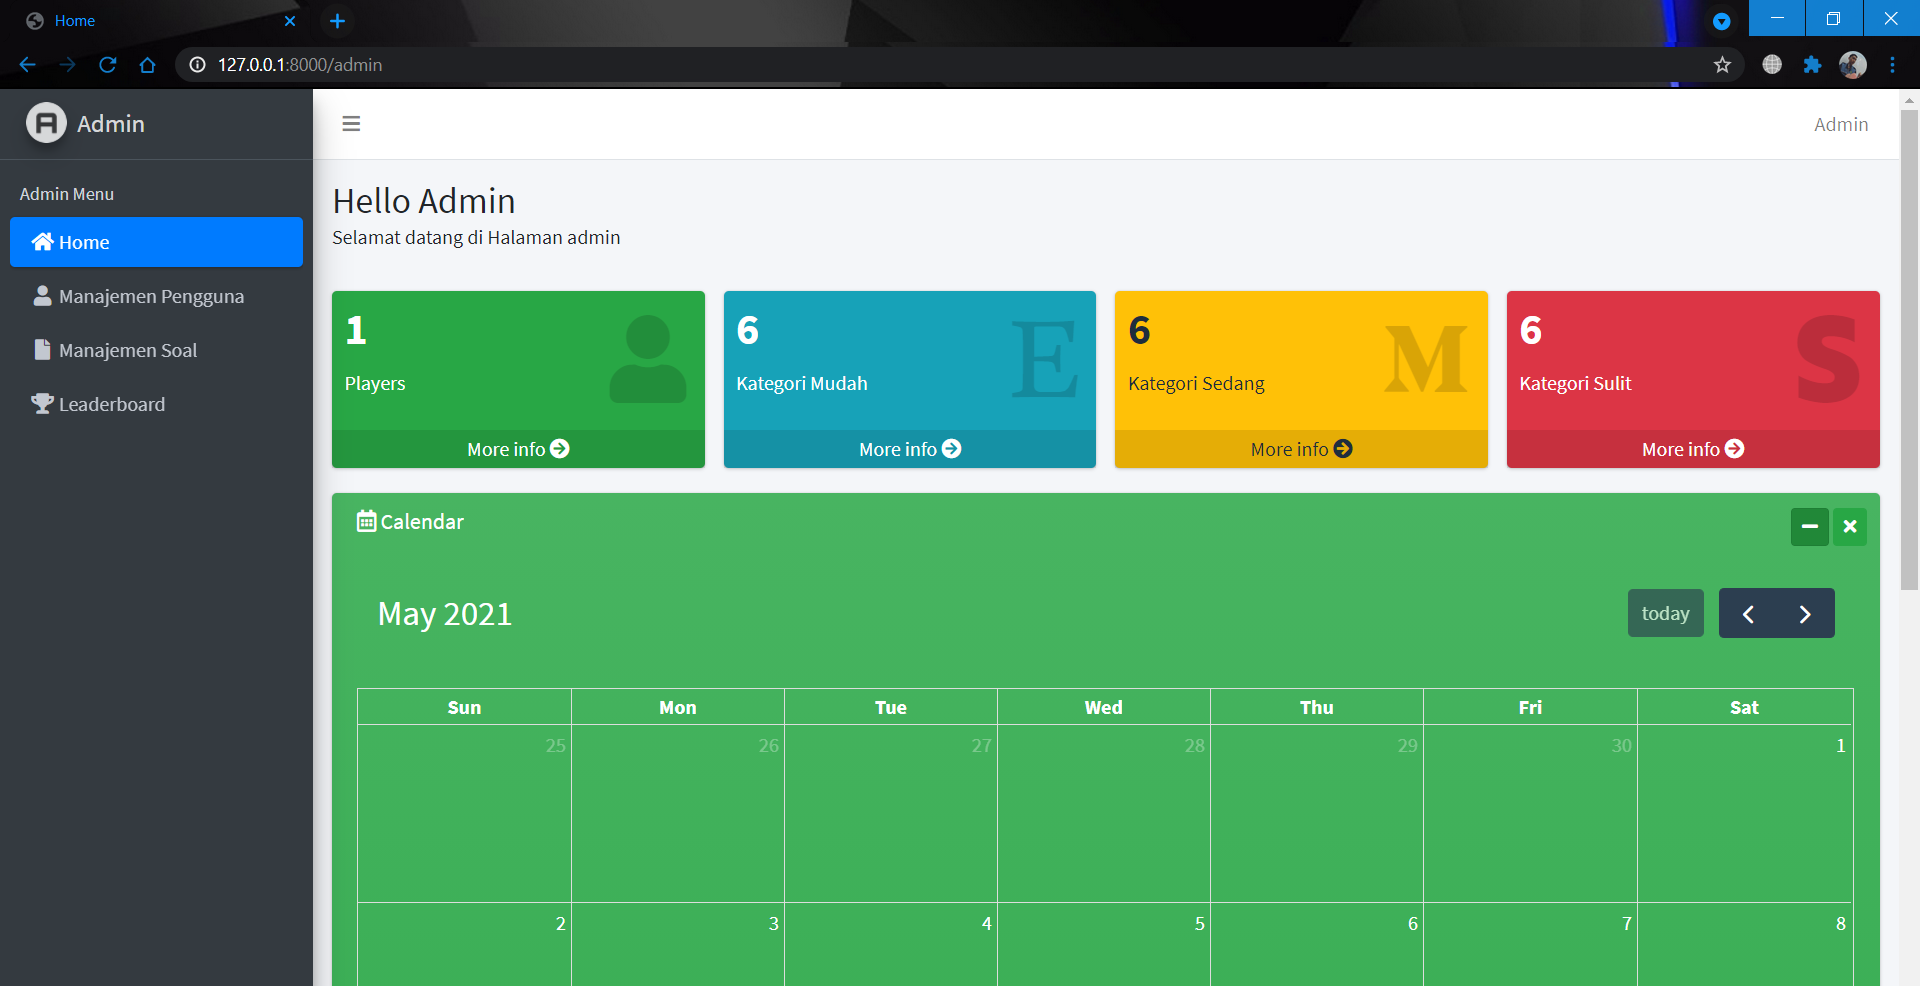 Home
127.0.0.1:8000/admin
Admin
Admin
Admin Menu
Home
Manajemen Pengguna
Manajemen Soal
Leaderboard
Hello Admin
Selamat datang di Halaman admin
1
Players
More info
6
E
Kategori Mudah
More info
6
M
Kategori Sedang
More info
6
S
Kategori Sulit
More info
Calendar
May 2021
today
Sun Mon Tue Wed Thu Fri Sat
25 26 27 28 29 30 1
2 3 4 5 6 7 8